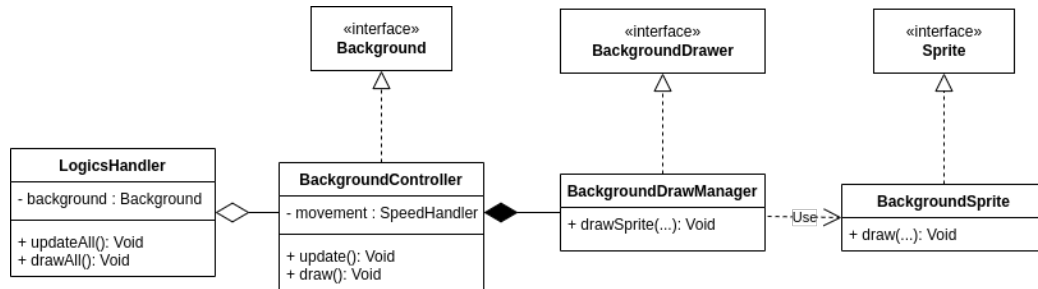 «interface»
Background
«interface»
BackgroundDrawer
«interface»
Sprite
LogicsHandler
- background : Background
+ updateAll(): Void
+ drawAll(): Void
BackgroundController
- movement : SpeedHandler
+ update(): Void
+ draw(): Void
BackgroundDrawManager
+ drawSprite(...): Void
Use
BackgroundSprite
+ draw(...): Void